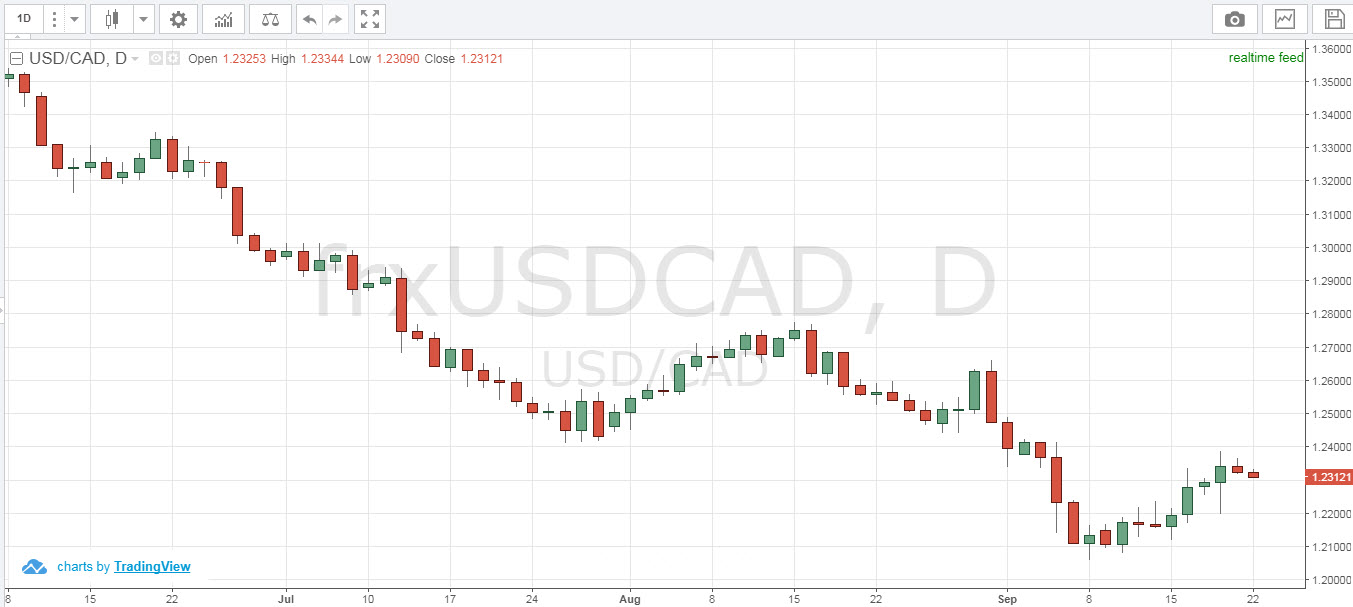 1D
USD/CAD, D Open 1.23253 High 1.23344 Low 1.23090 Close 1.23121
realtime feed
frxUSDCAD, D
USD/CAD
1.36000
1.35000
1.34000
1.33000
1.32000
1.31000
1.30000
1.29000
1.28000
1.27000
1.26000
1.25000
1.24000
1.23121
1.22000
1.21000
1.20000
charts by TradingView
8 15 22 Jul 10 17 24 Aug 8 15 22 Sep 8 15 22